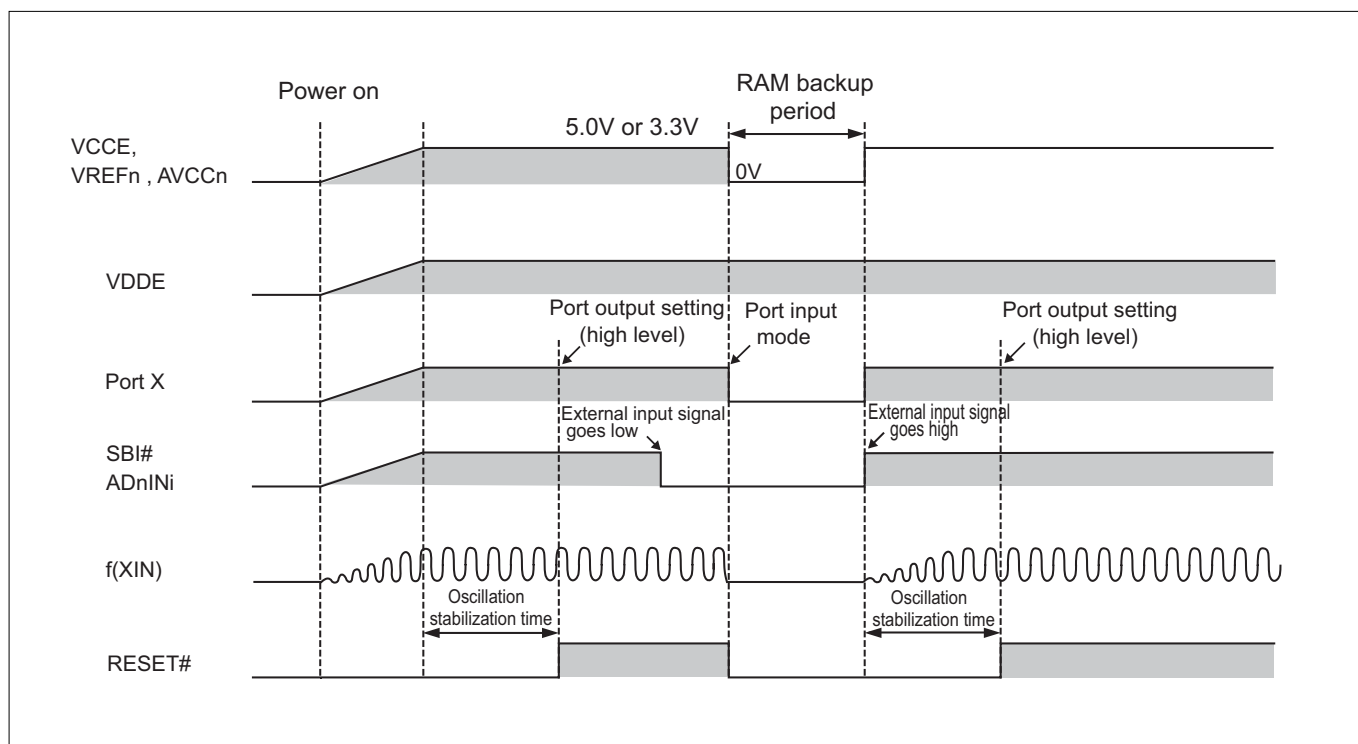 Power on
RAM backup
period
5.0V or 3.3V
VCCE,
VREFn , AVCCn
0V
VDDE
Port output setting
(high level)
Port input
mode
Port output setting
(high level)
Port X
External input signal
goes low
External input signal
goes high
SBI#
ADnINi
f(XIN)
Oscillation
stabilization time
Oscillation
stabilization time
RESET#